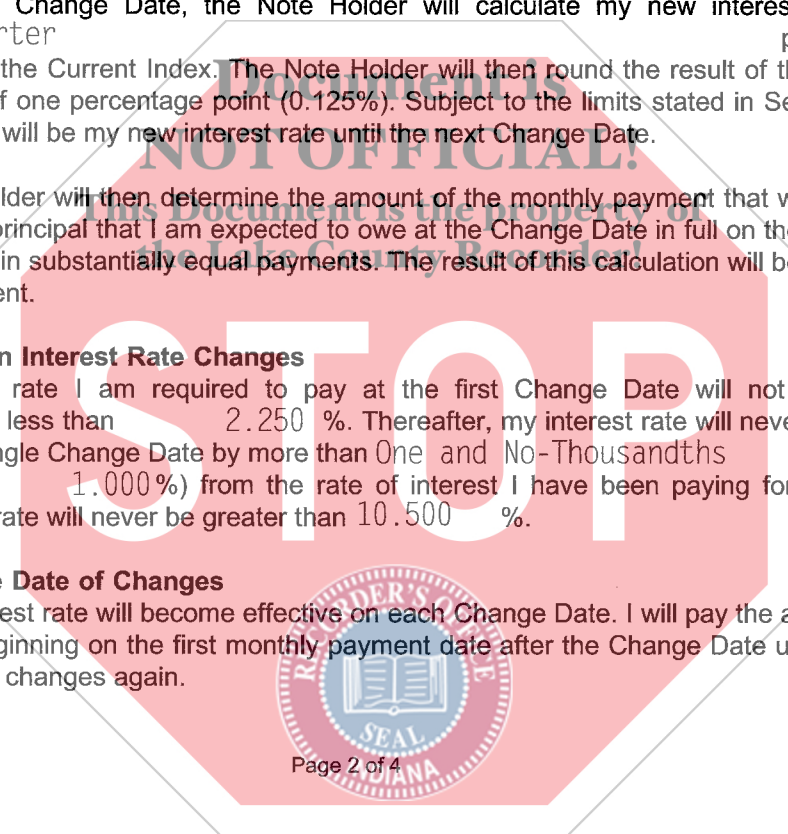 Change Date, the Note Holder will calculate my new interes
rter
the Current Index. The Note Holder will then round the result of th
f one percentage point (0.125%). Subject to the limits stated in Se
will be my new interest rate until the next Change Date.
Document is
NOT OFFICIAL!
This Document is the property of
the Lake County Recorder!
lder will then determine the amount of the monthly payment that w
principal that I am expected to owe at the Change Date in full on the
in substantially equal payments. The result of this calculation will be
ent.
STOP
n Interest Rate Changes
rate I am required to pay at the first Change Date will not
less than 2.250 %. Thereafter, my interest rate will neve
ngle Change Date by more than One and No-Thousandths
1.000%) from the rate of interest I have been paying for
rate will never be greater than 10.500 %.
e Date of Changes
rest rate will become effective on each Change Date. I will pay the a
ginning on the first monthly payment date after the Change Date u
changes again.
RECORDER'S OFFICE
SEAL
INDIANA
Page 2 of 4